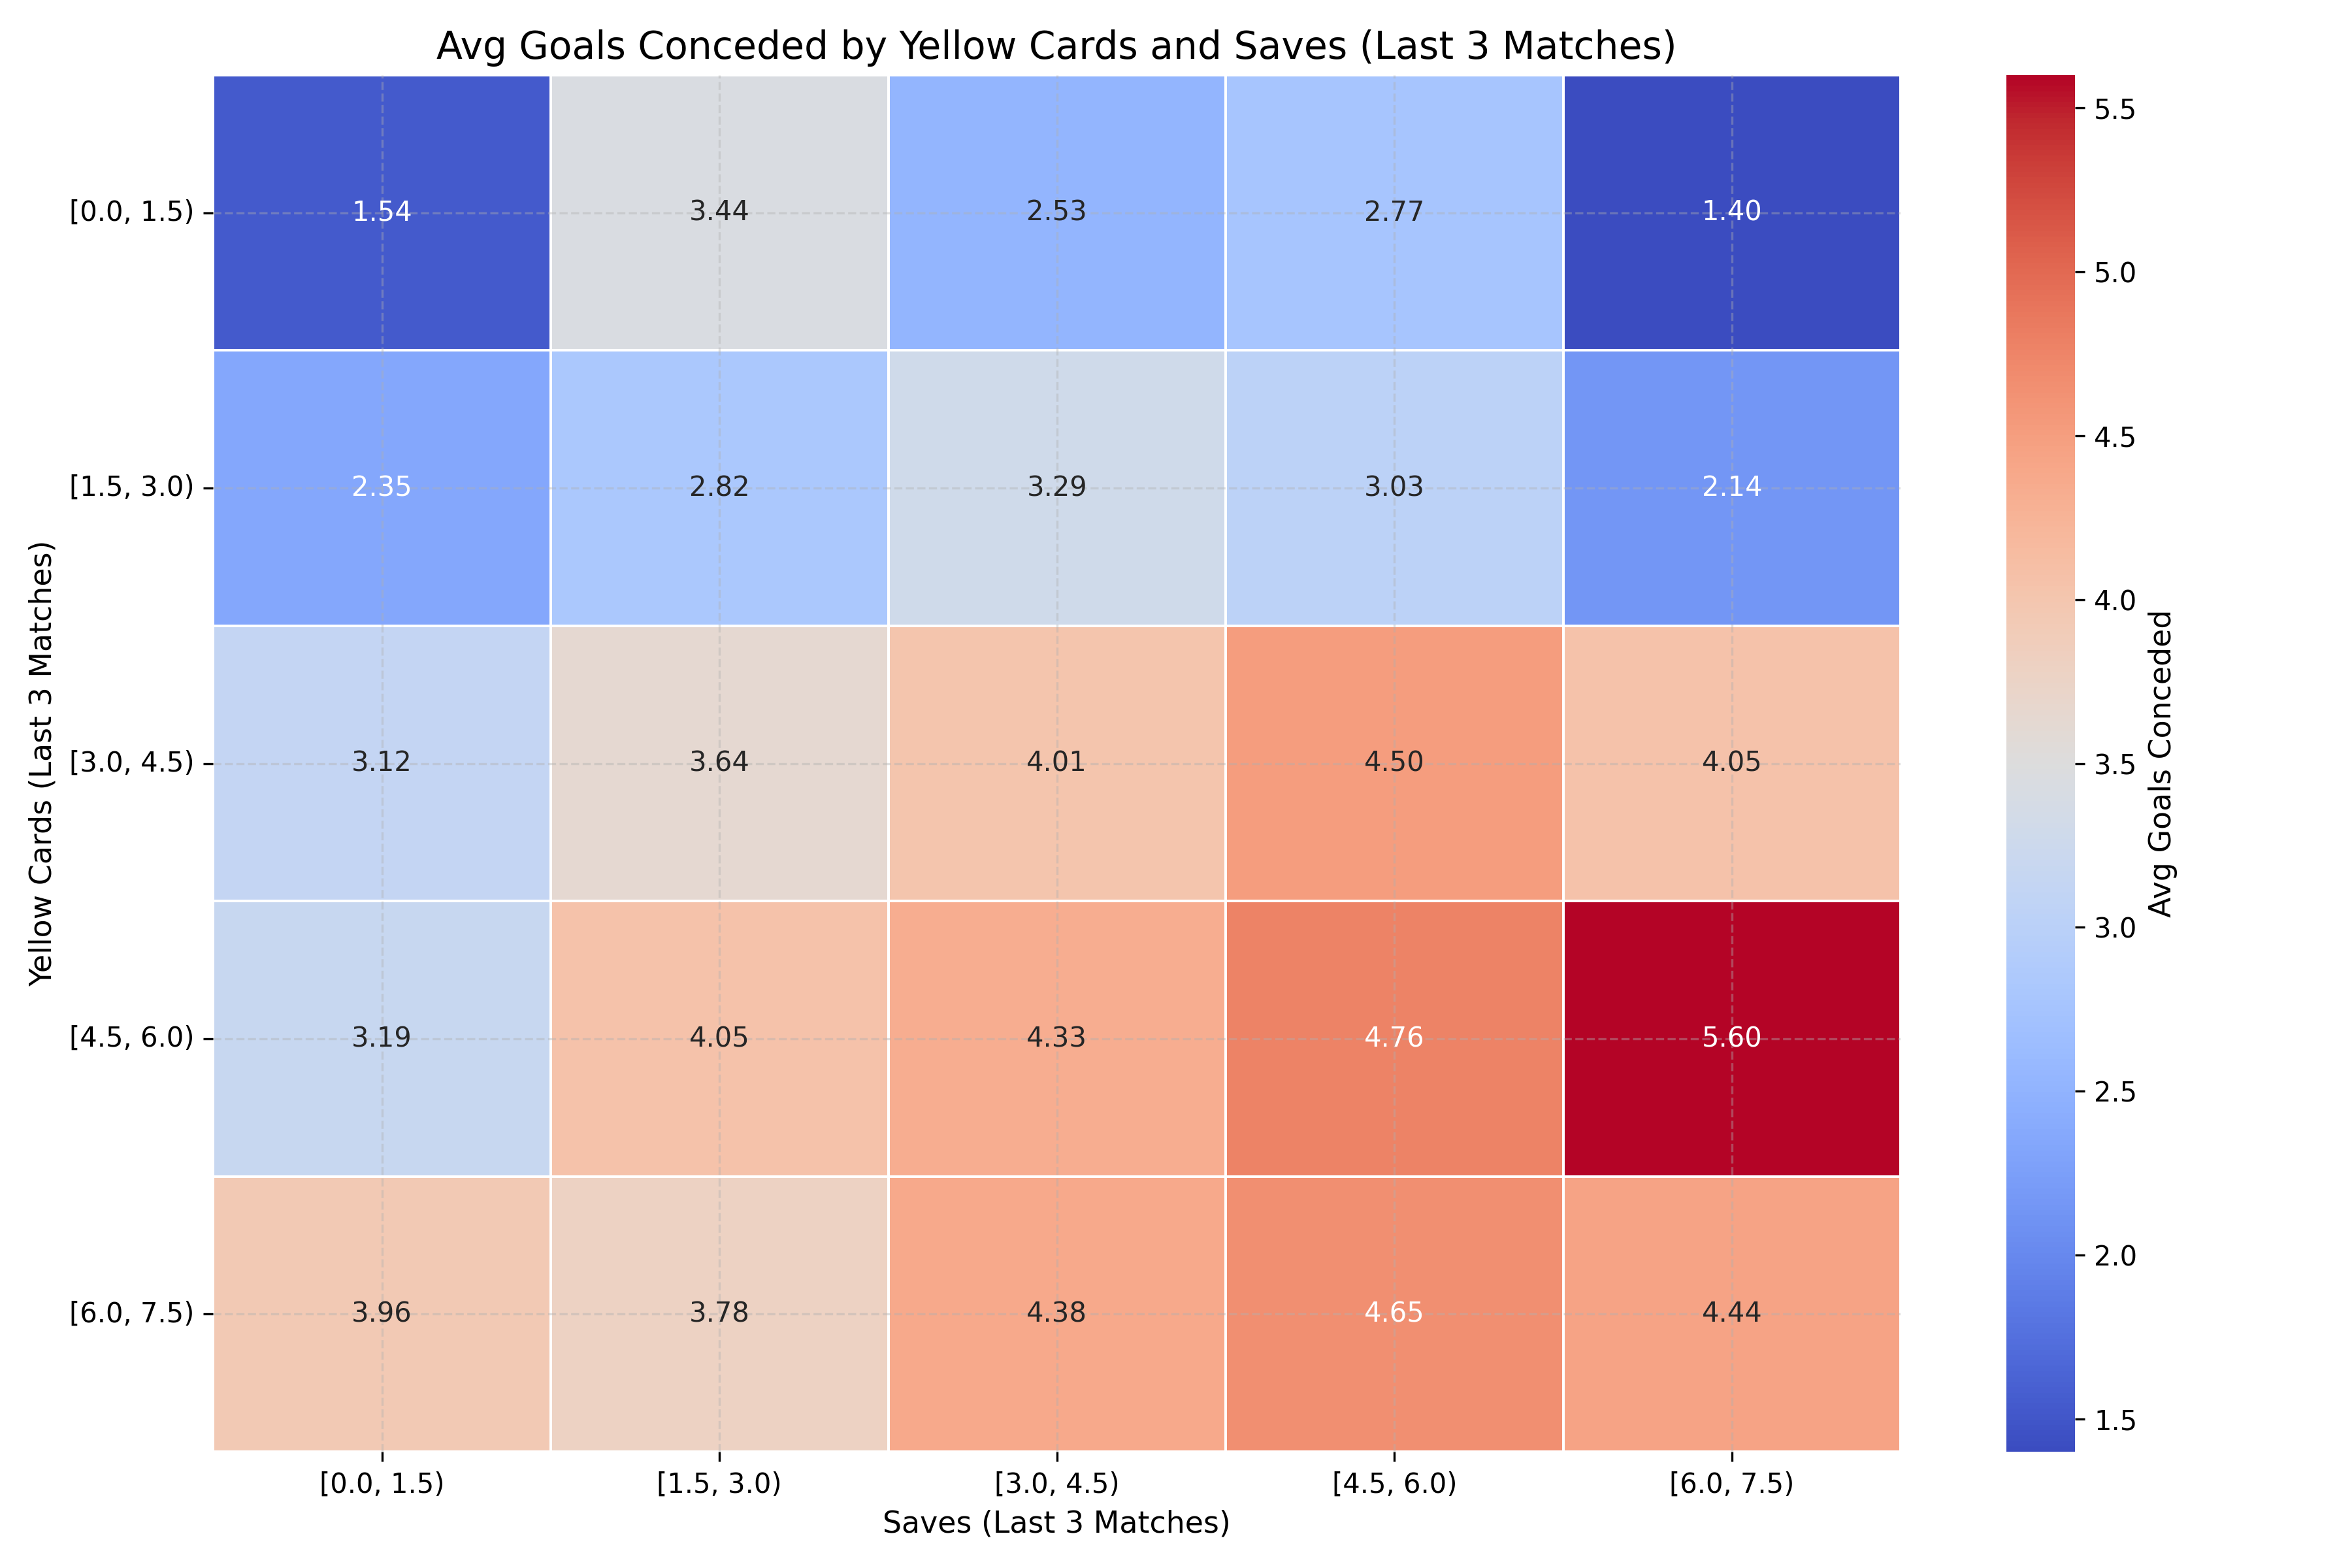 Avg Goals Conceded by Yellow Cards and Saves (Last 3 Matches)
Yellow Cards (Last 3 Matches)
[0.0, 1.5) 1.54 3.44 2.53 2.77 1.40
[1.5, 3.0) 2.35 2.82 3.29 3.03 2.14
[3.0, 4.5) 3.12 3.64 4.01 4.50 4.05
[4.5, 6.0) 3.19 4.05 4.33 4.76 5.60
[6.0, 7.5) 3.96 3.78 4.38 4.65 4.44
[0.0, 1.5) [1.5, 3.0) [3.0, 4.5) [4.5, 6.0) [6.0, 7.5)
Saves (Last 3 Matches)
5.5
5.0
4.5
4.0
3.5
3.0
2.5
2.0
1.5
Avg Goals Conceded